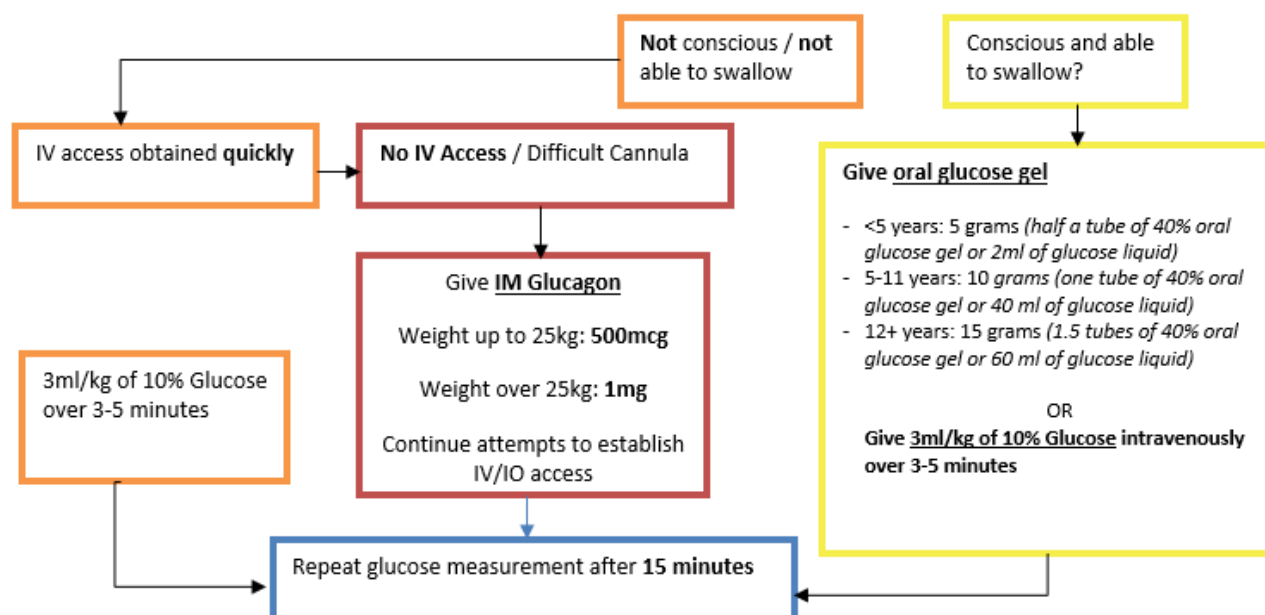 Not conscious / not
able to swallow
Conscious and able
to swallow?
IV access obtained quickly
No IV Access / Difficult Cannula
Give oral glucose gel
- <5 years: 5 grams (half a tube of 40% oral
glucose gel or 2ml of glucose liquid)
- 5-11 years: 10 grams (one tube of 40% oral
glucose gel or 40 ml of glucose liquid)
- 12+ years: 15 grams (1.5 tubes of 40% oral
glucose gel or 60 ml of glucose liquid)
OR
Give 3ml/kg of 10% Glucose intravenously
over 3-5 minutes
Give IM Glucagon
Weight up to 25kg: 500mcg
Weight over 25kg: 1mg
Continue attempts to establish
IV/IO access
3ml/kg of 10% Glucose
over 3-5 minutes
Repeat glucose measurement after 15 minutes